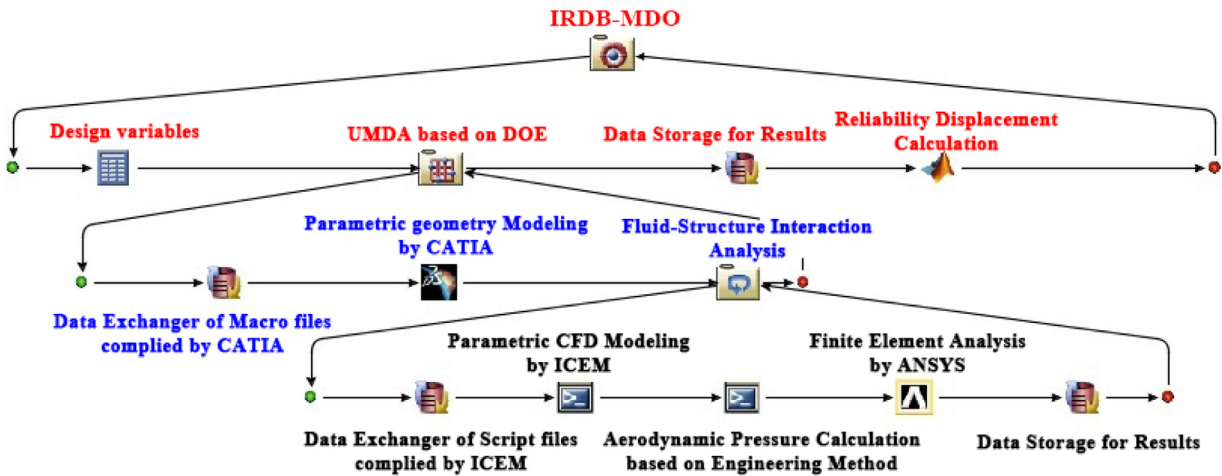 IRDB-MDO
Design variables
UMDA based on DOE
Data Storage for Results
Reliability Displacement
Calculation
Parametric geometry Modeling
by CATIA
Fluid-Structure Interaction
Analysis
Data Exchanger of Macro files
complied by CATIA
Parametric CFD Modeling
by ICEM
Finite Element Analysis
by ANSYS
Data Exchanger of Script files
complied by ICEM
Aerodynamic Pressure Calculation
based on Engineering Method
Data Storage for Results